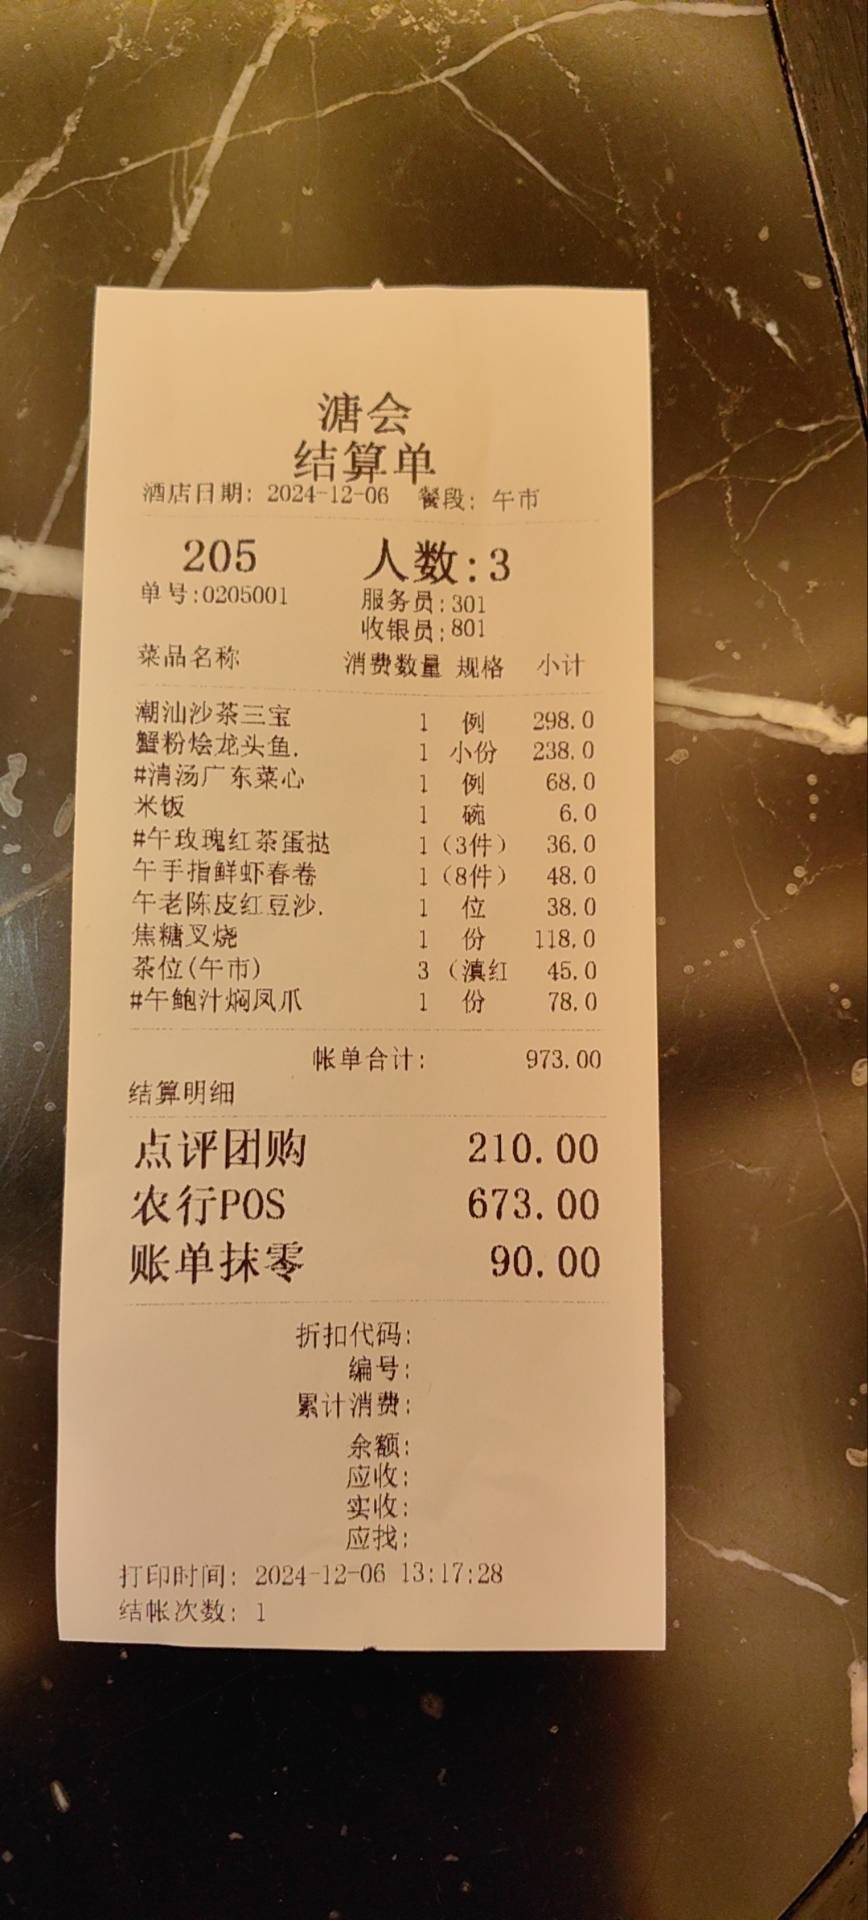 溏会
结算单
酒店日期: 2024-12-06 餐段: 午市
205 人数:3
单号:0205001 服务员:301
收银员:801
菜品名称 消费数量 规格 小计
潮汕沙茶三宝 1 例 298.0
蟹粉烩龙头鱼. 1 小份 238.0
#清汤广东菜心 1 例 68.0
米饭 1 碗 6.0
#午玫瑰红茶蛋挞 1 (3件) 36.0
午手指鲜虾春卷 1 (8件) 48.0
午老陈皮红豆沙. 1 位 38.0
焦糖叉烧 1 份 118.0
茶位(午市) 3 (滇红 45.0
#午鲍汁焖凤爪 1 份 78.0
帐单合计: 973.00
结算明细
点评团购 210.00
农行POS 673.00
账单抹零 90.00
折扣代码:
编号:
累计消费:
余额:
应收:
实收:
应找:
打印时间: 2024-12-06 13:17:28
结帐次数: 1